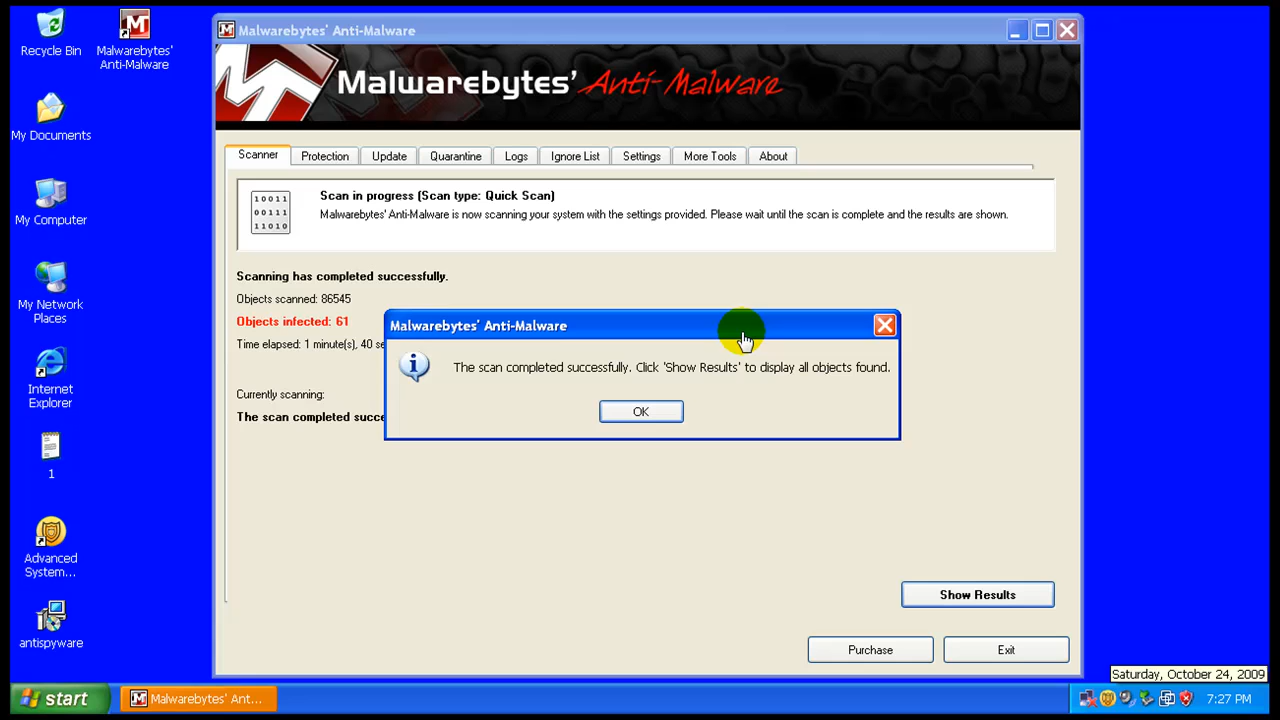 Recycle Bin
Malwarebytes'
Anti-Malware
My Documents
My Computer
My Network
Places
Internet
Explorer
1
Advanced
System...
antispyware
Malwarebytes' Anti-Malware
Malwarebytes' Anti-Malware
Scanner
Protection
Update
Quarantine
Logs
Ignore List
Settings
More Tools
About
10011
00111
11010
Scan in progress (Scan type: Quick Scan)
Malwarebytes' Anti-Malware is now scanning your system with the settings provided. Please wait until the scan is complete and the results are shown.
Scanning has completed successfully.
Objects scanned: 86545
Objects infected: 61
Time elapsed: 1 minute(s), 40 se
Currently scanning:
The scan completed succe
Malwarebytes' Anti-Malware
The scan completed successfully. Click 'Show Results' to display all objects found.
OK
Show Results
Purchase
Exit
Saturday, October 24, 2009
start
Malwarebytes' Ant...
7:27 PM